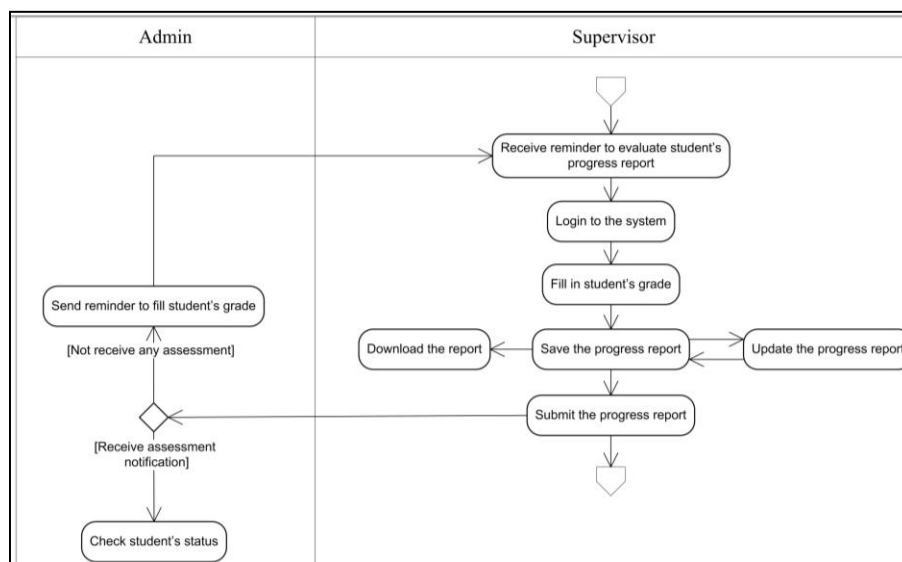 Admin
Supervisor
Receive reminder to evaluate student's
progress report
Login to the system
Fill in student's grade
Send reminder to fill student's grade
[Not receive any assessment]
Download the report
Save the progress report
Update the progress report
Submit the progress report
[Receive assessment
notification]
Check student's status